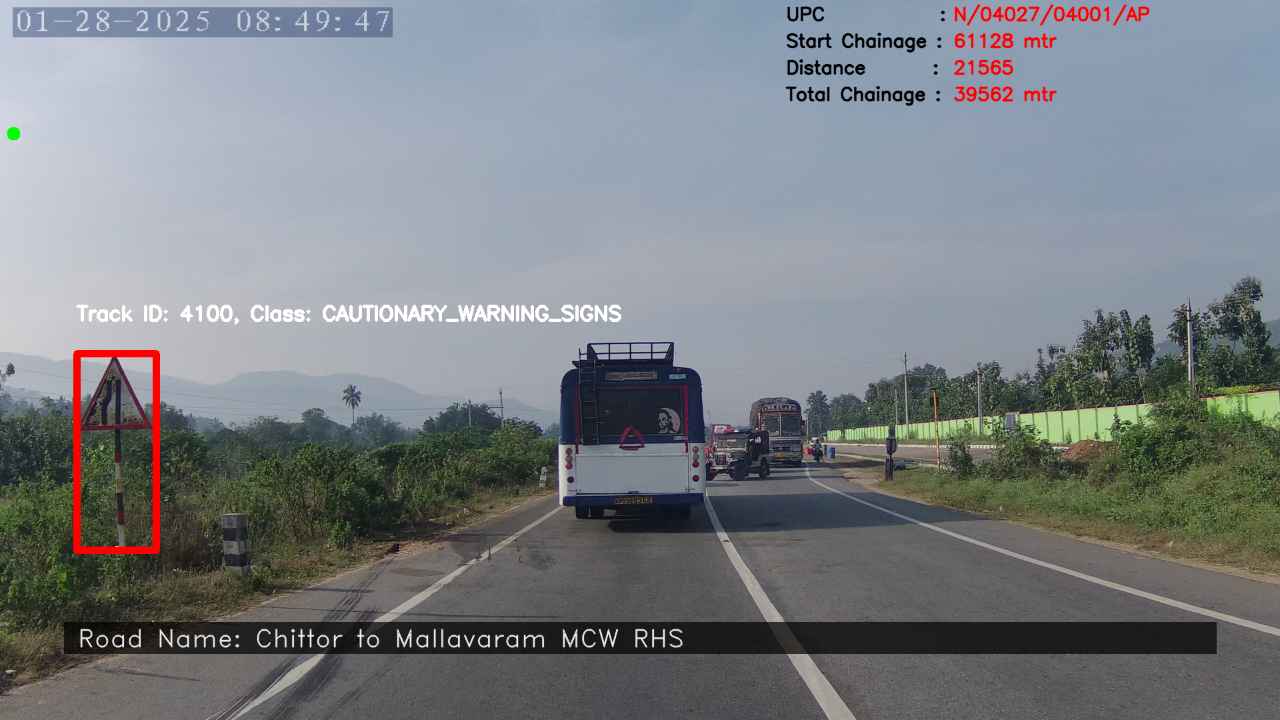 01-28-2025 08:49:47
UPC : N/04027/04001/AP
Start Chainage : 61128 mtr
Distance : 21565
Total Chainage : 39562 mtr
Track ID: 4100, Class: CAUTIONARY_WARNING_SIGNS
Road Name: Chittor to Mallavaram MCW RHS